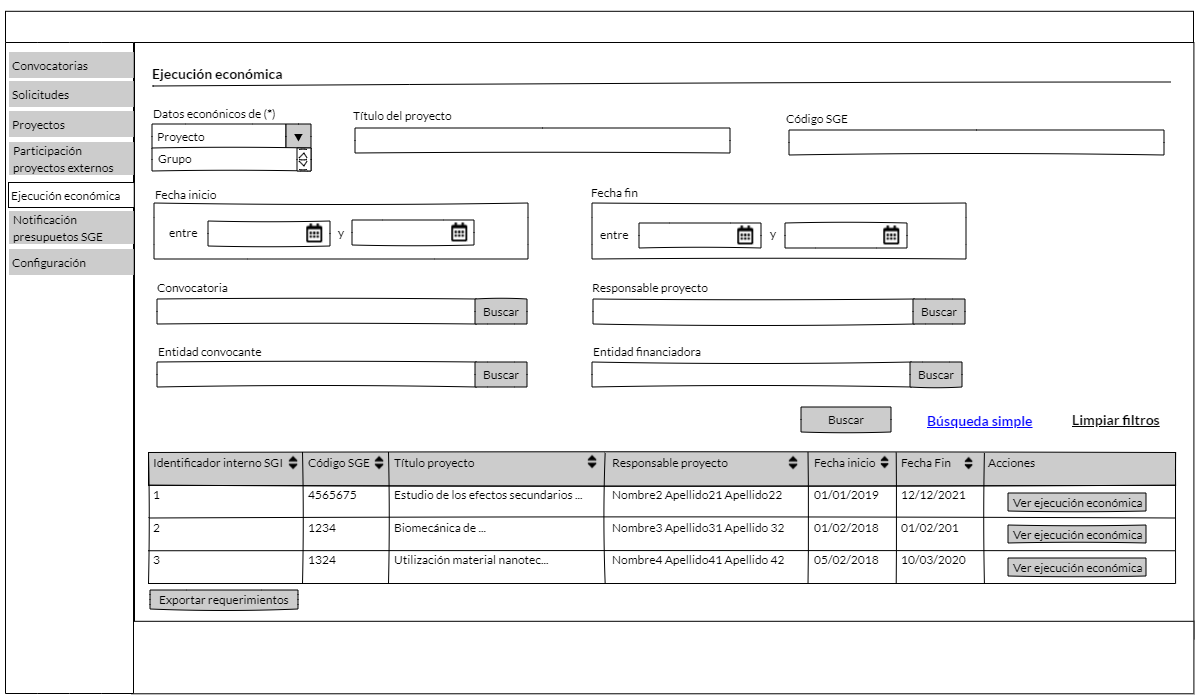 Convocatorias
Solicitudes
Proyectos
Participación
proyectos externos
Ejecución económica
Notificación
presupuetos SGE
Configuración
Ejecución económica
Datos económicos de (*)
Proyecto
Grupo
Título del proyecto
Código SGE
Fecha inicio
entre y
Fecha fin
entre y
Convocatoria
Buscar
Responsable proyecto
Buscar
Entidad convocante
Buscar
Entidad financiadora
Buscar
Buscar Búsqueda simple Limpiar filtros
Identificador interno SGI Código SGE Título proyecto Responsable proyecto Fecha inicio Fecha Fin Acciones
1 4565675 Estudio de los efectos secundarios ... Nombre2 Apellido21 Apellido22 01/01/2019 12/12/2021 Ver ejecución económica
2 1234 Biomecánica de ... Nombre3 Apellido31 Apellido 32 01/02/2018 01/02/201 Ver ejecución económica
3 1324 Utilización material nanotec... Nombre4 Apellido41 Apellido 42 05/02/2018 10/03/2020 Ver ejecución económica
Exportar requerimientos